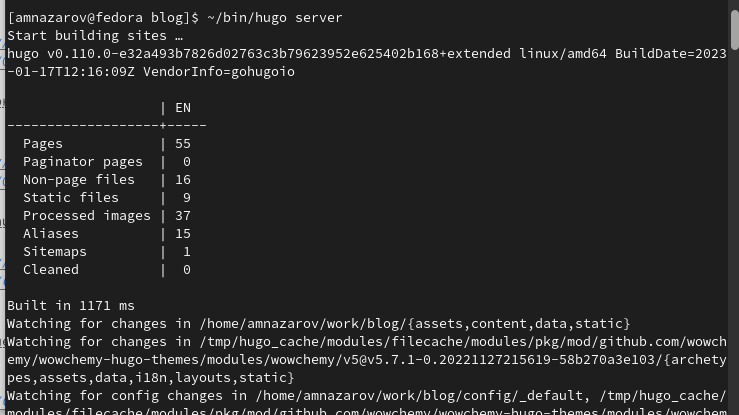 [amnazarov@fedora blog]$ ~/bin/hugo server
Start building sites …
hugo v0.110.0-e32a493b7826d02763c3b79623952e625402b168+extended linux/amd64 BuildDate=2023
-01-17T12:16:09Z VendorInfo=gohugoio
                   | EN
-------------------+-----
  Pages            | 55
  Paginator pages  |  0
  Non-page files   | 16
  Static files     |  9
  Processed images | 37
  Aliases          | 15
  Sitemaps         |  1
  Cleaned          |  0
Built in 1171 ms
Watching for changes in /home/amnazarov/work/blog/{assets,content,data,static}
Watching for changes in /tmp/hugo_cache/modules/filecache/modules/pkg/mod/github.com/wowch
emy/wowchemy-hugo-themes/modules/wowchemy/v5@v5.7.1-0.20221127215619-58b270a3e103/{archety
pes,assets,data,i18n,layouts,static}
Watching for config changes in /home/amnazarov/work/blog/config/_default, /tmp/hugo_cache/
modules/filecache/modules/pkg/mod/github.com/wowchemy/wowchemy-hugo-themes/modules/wowchem